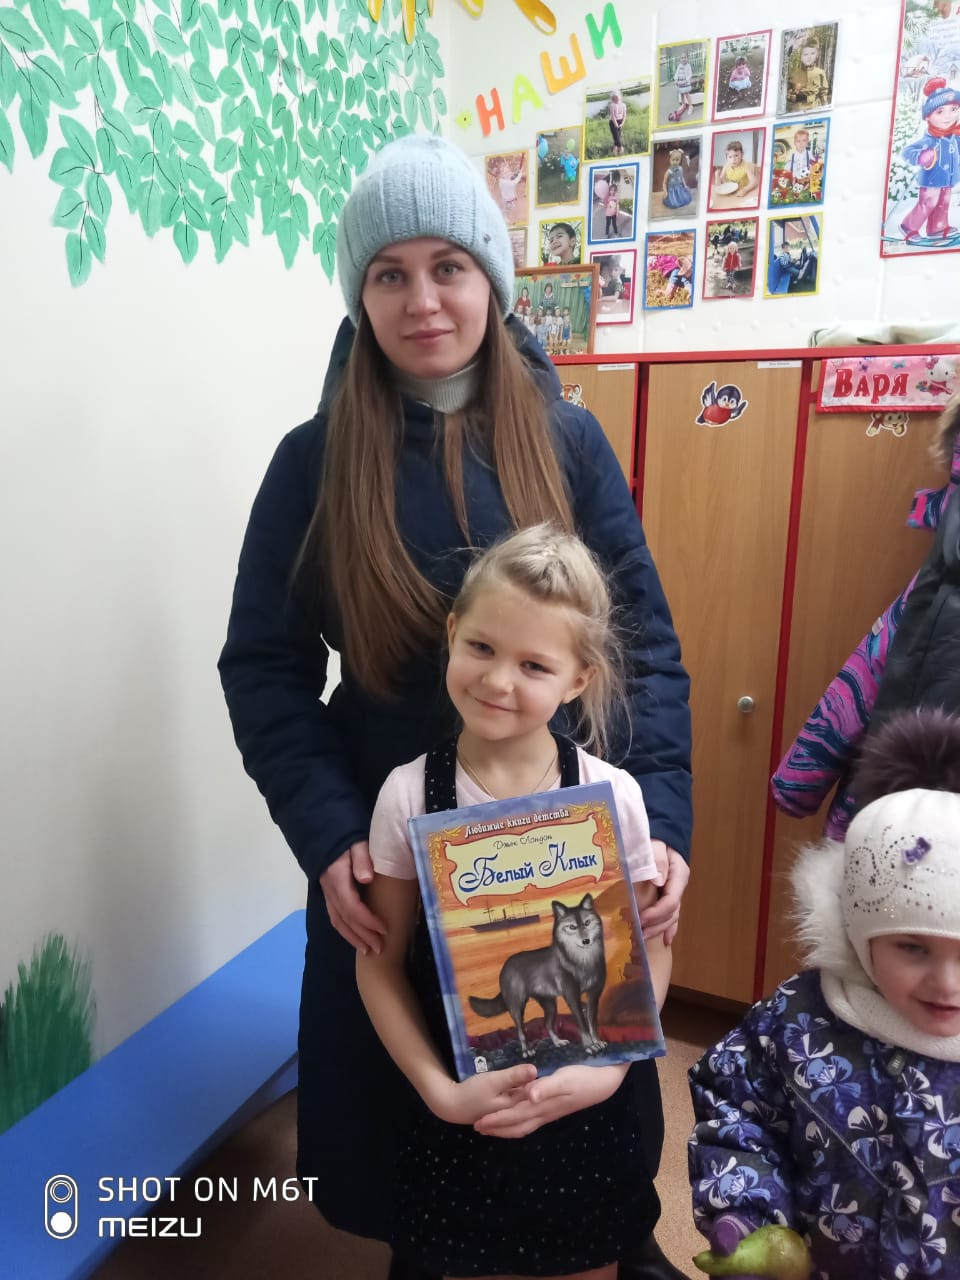 НАШИ
ВАРЯ
Любимые книги детства
Джек Лондон
Белый Клык
SHOT ON M6T
MEIZU